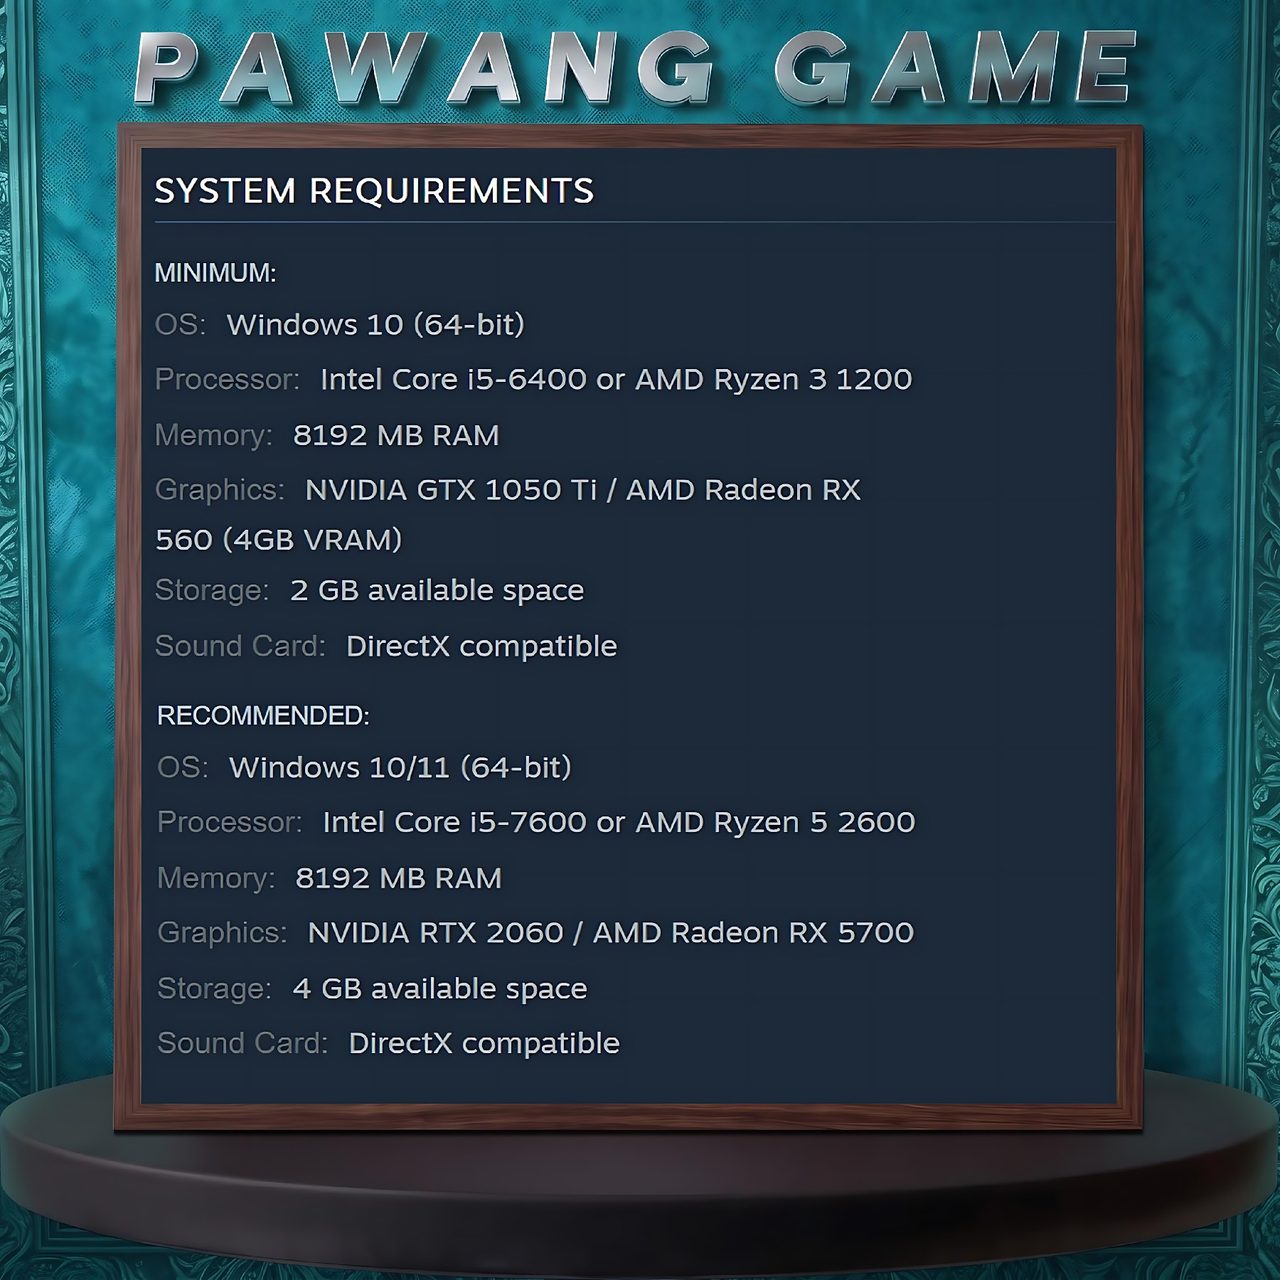 PAWANG GAME
SYSTEM REQUIREMENTS
MINIMUM:
OS: Windows 10 (64-bit)
Processor: Intel Core i5-6400 or AMD Ryzen 3 1200
Memory: 8192 MB RAM
Graphics: NVIDIA GTX 1050 Ti / AMD Radeon RX
560 (4GB VRAM)
Storage: 2 GB available space
Sound Card: DirectX compatible
RECOMMENDED:
OS: Windows 10/11 (64-bit)
Processor: Intel Core i5-7600 or AMD Ryzen 5 2600
Memory: 8192 MB RAM
Graphics: NVIDIA RTX 2060 / AMD Radeon RX 5700
Storage: 4 GB available space
Sound Card: DirectX compatible